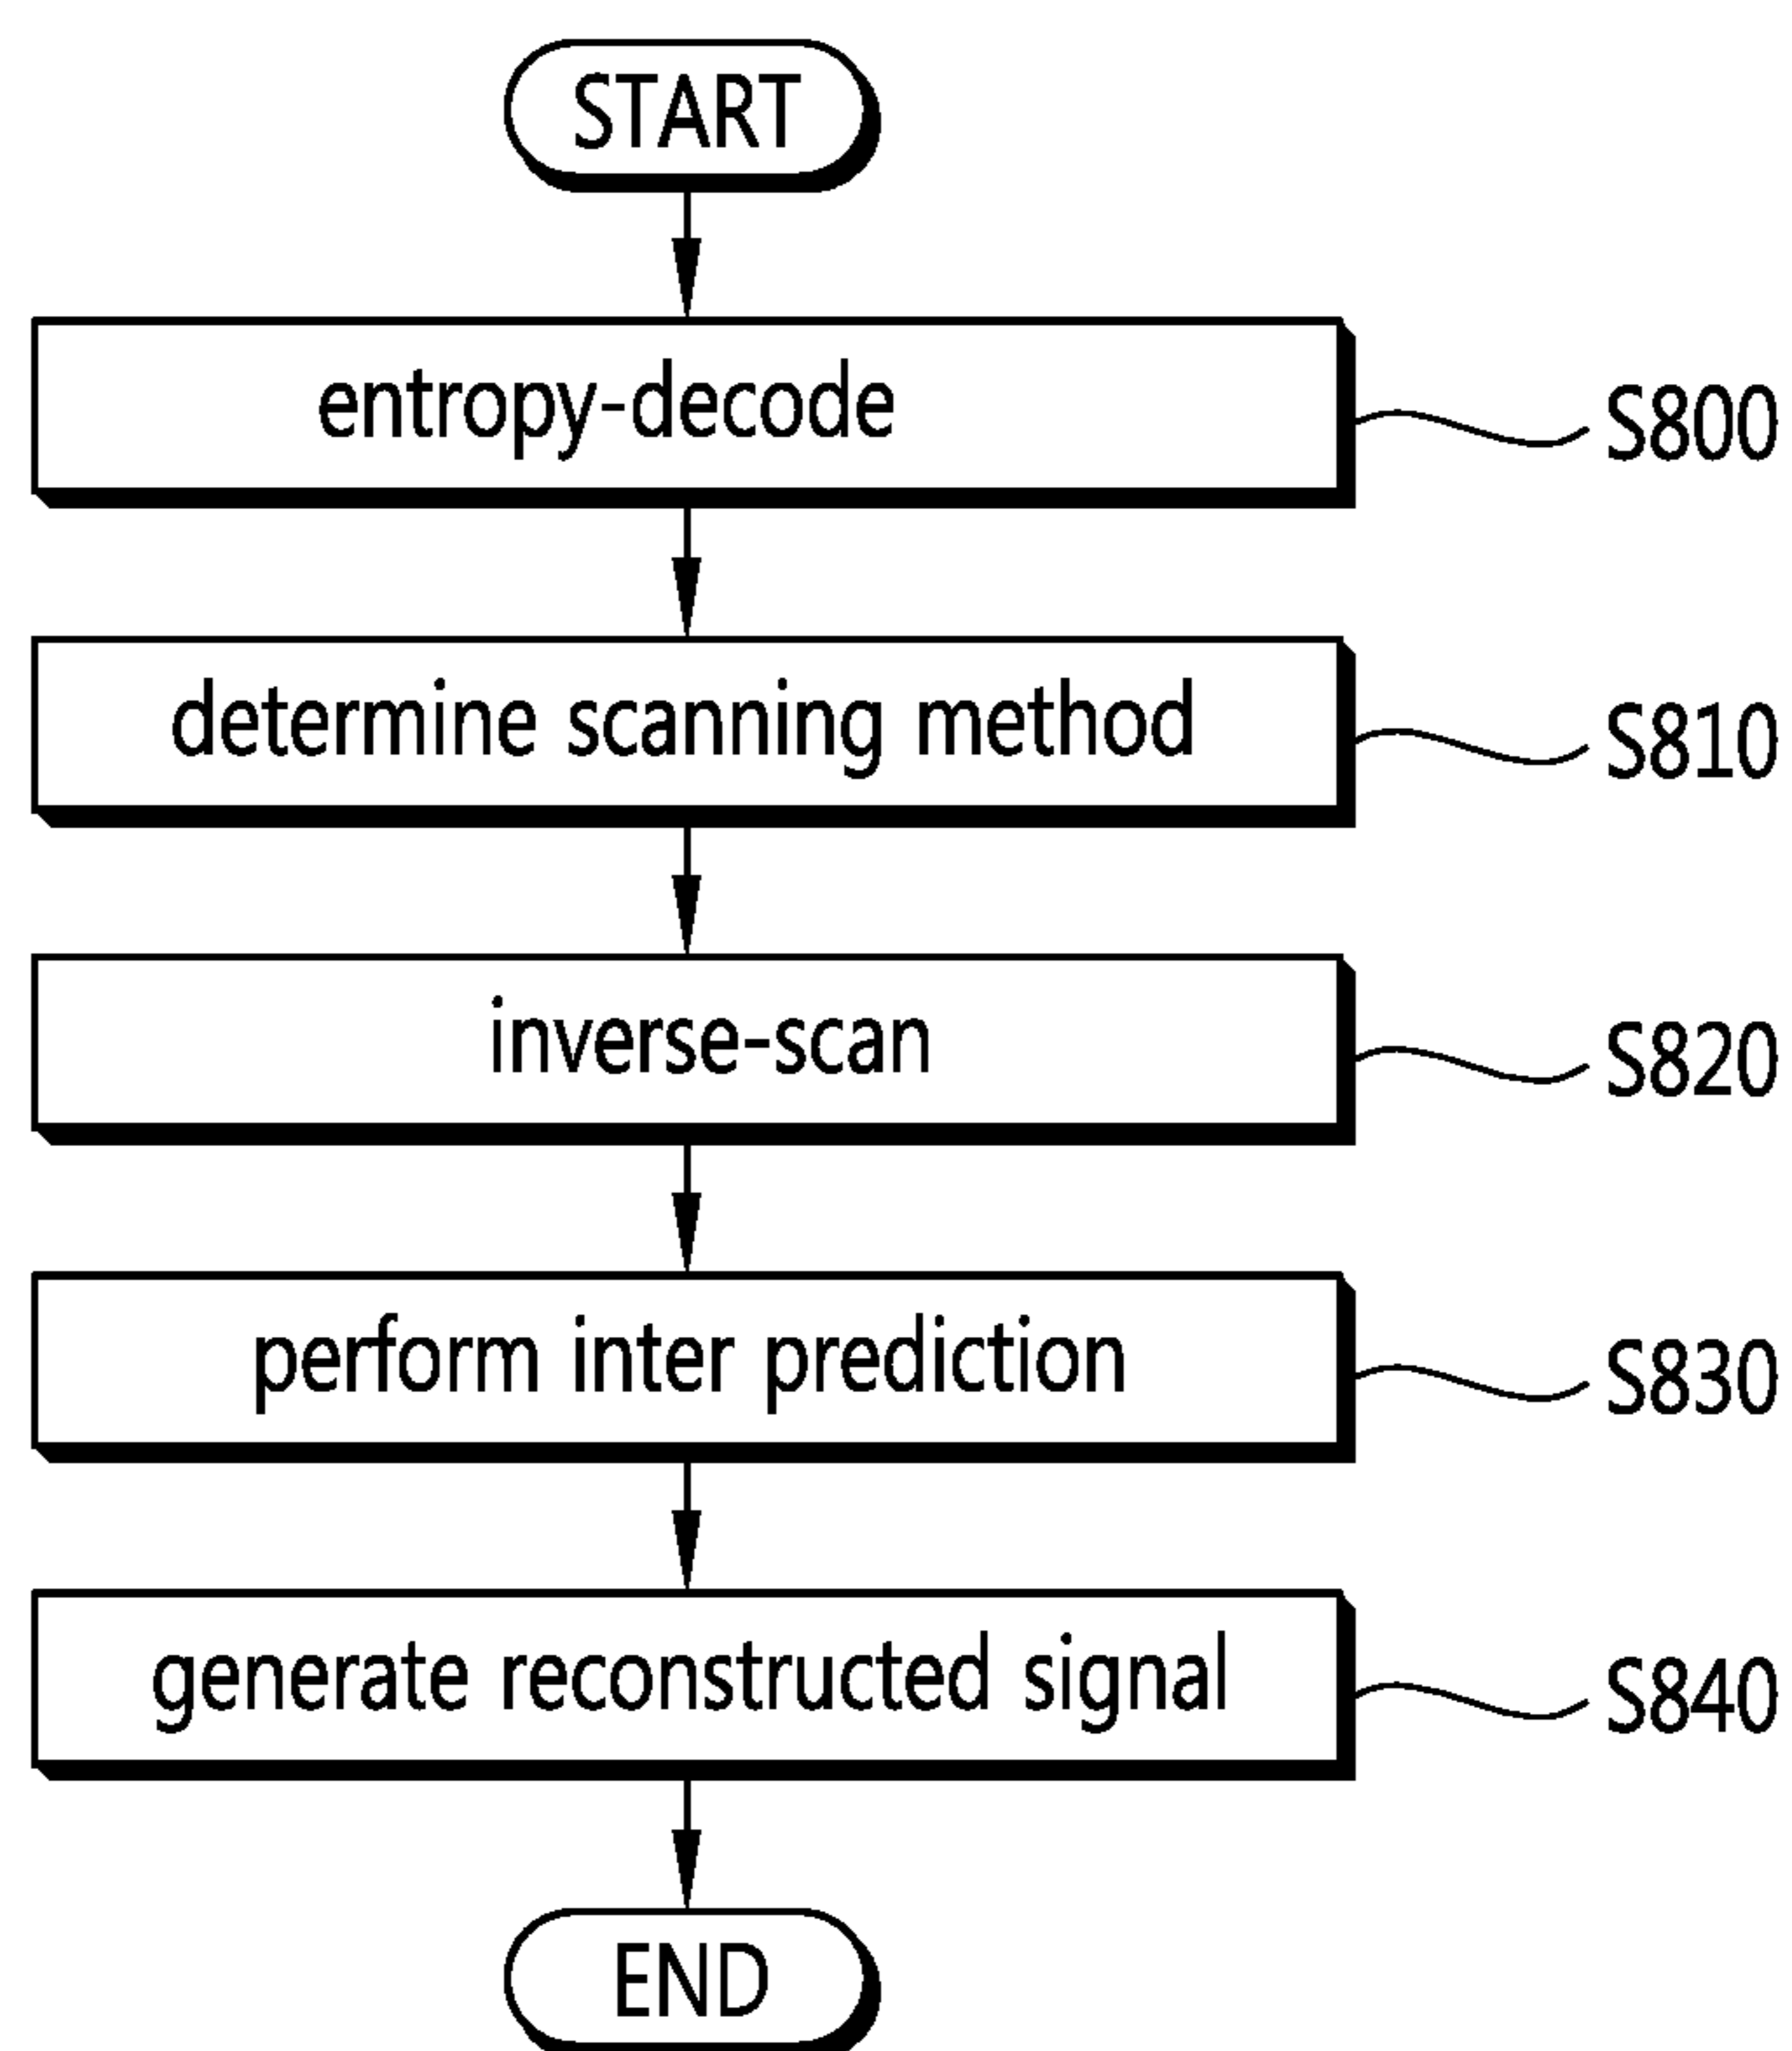 START
entropy-decode
S800
determine scanning method
S810
inverse-scan
S820
perform inter prediction
S830
generate reconstructed signal
S840
END